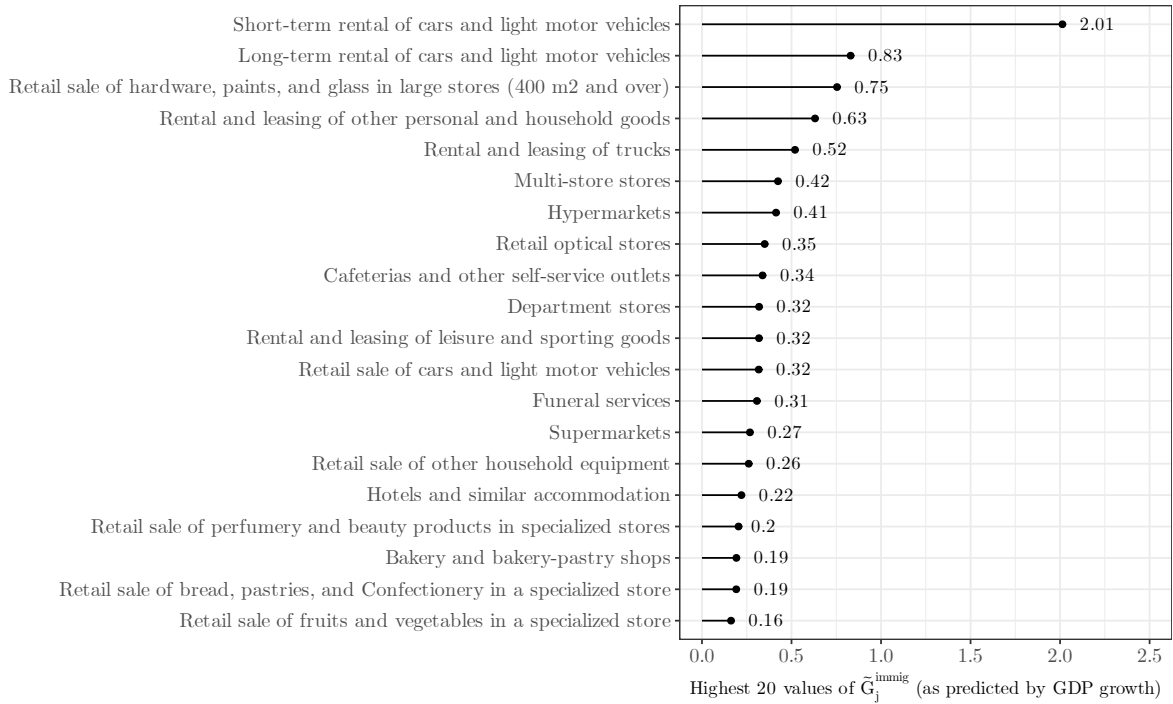 Short-term rental of cars and light motor vehicles 2.01
Long-term rental of cars and light motor vehicles 0.83
Retail sale of hardware, paints, and glass in large stores (400 m2 and over) 0.75
Rental and leasing of other personal and household goods 0.63
Rental and leasing of trucks 0.52
Multi-store stores 0.42
Hypermarkets 0.41
Retail optical stores 0.35
Cafeterias and other self-service outlets 0.34
Department stores 0.32
Rental and leasing of leisure and sporting goods 0.32
Retail sale of cars and light motor vehicles 0.32
Funeral services 0.31
Supermarkets 0.27
Retail sale of other household equipment 0.26
Hotels and similar accommodation 0.22
Retail sale of perfumery and beauty products in specialized stores 0.2
Bakery and bakery-pastry shops 0.19
Retail sale of bread, pastries, and Confectionery in a specialized store 0.19
Retail sale of fruits and vegetables in a specialized store 0.16
0.0 0.5 1.0 1.5 2.0 2.5
Highest 20 values of G̃ⱼ^immig (as predicted by GDP growth)